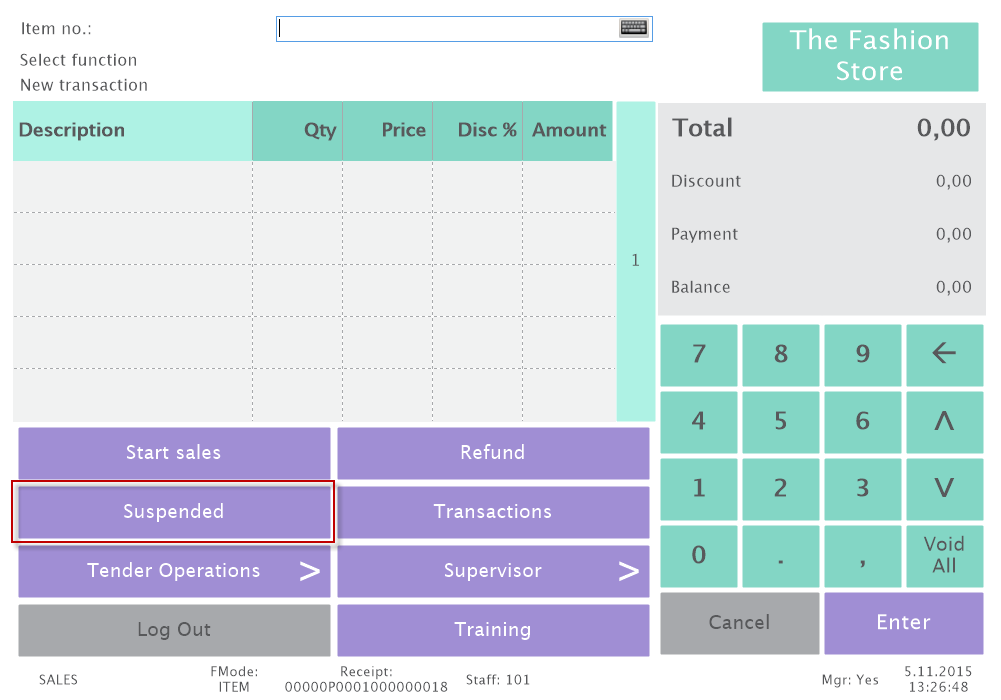 Item no.:
The Fashion
Store
Select function
New transaction
Description Qty Price Disc % Amount
1
Total 0,00
Discount 0,00
Payment 0,00
Balance 0,00
7 8 9 ←
4 5 6 Λ
1 2 3 V
0 . , Void
All
Cancel Enter
Start sales Refund
Suspended Transactions
Tender Operations > Supervisor >
Log Out Training
SALES
FMode:
ITEM
Receipt:
00000P0001000000018
Staff: 101
Mgr: Yes
5.11.2015
13:26:48